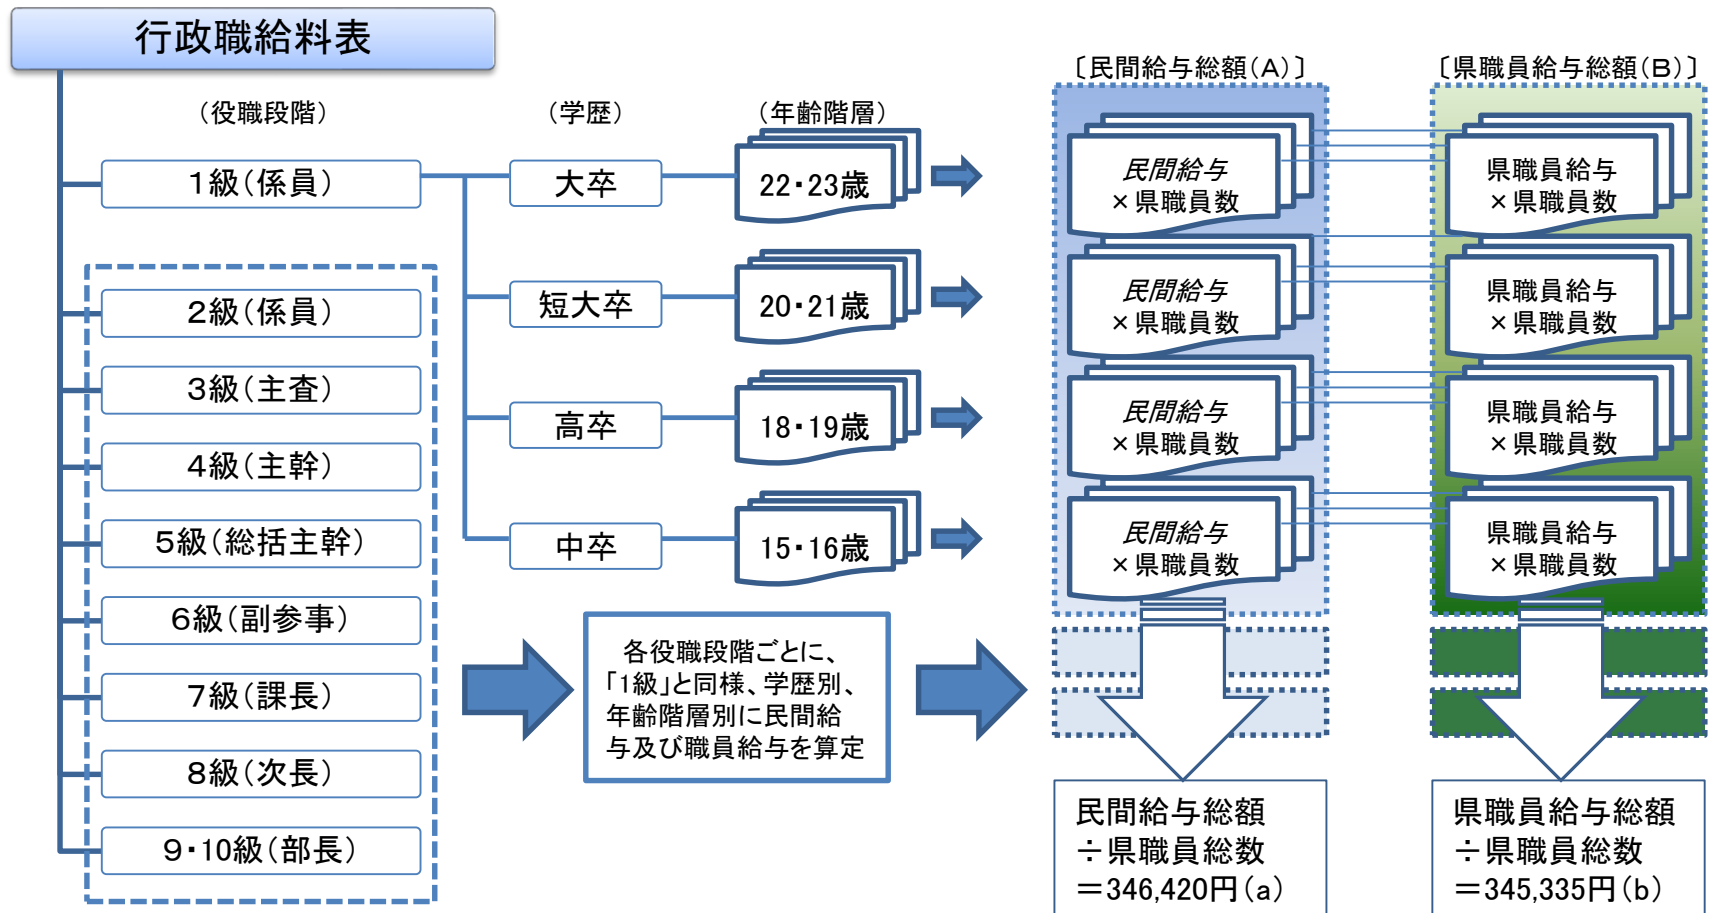 行政職給料表
〔民間給与総額(A)〕
〔県職員給与総額(B)〕
（役職段階）
（学歴）
（年齢階層）
1級(係員)
大卒
22・23歳
民間給与
×県職員数
県職員給与
×県職員数
2級(係員)
短大卒
20・21歳
民間給与
×県職員数
県職員給与
×県職員数
3級(主査)
高卒
18・19歳
民間給与
×県職員数
県職員給与
×県職員数
4級(主幹)
5級(総括主幹)
中卒
15・16歳
民間給与
×県職員数
県職員給与
×県職員数
6級(副参事)
7級(課長)
8級(次長)
9・10級(部長)
各役職段階ごとに、
「1級」と同様、学歴別、
年齢階層別に民間給
与及び職員給与を算定
民間給与総額
÷県職員総数
＝346,420円(a)
県職員給与総額
÷県職員総数
＝345,335円(b)